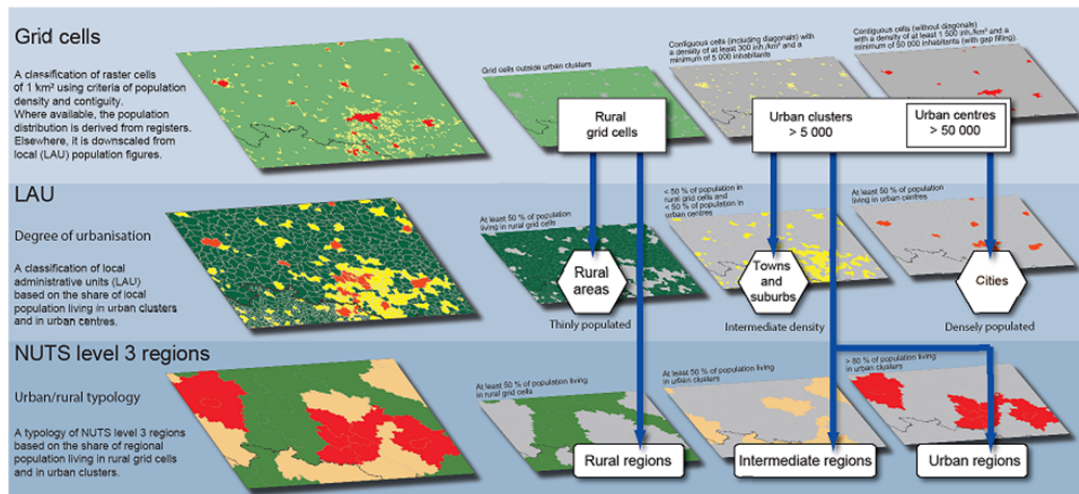 Grid cells
A classification of raster cells
of 1 km² using criteria of population
density and contiguity.
Where available, the population
distribution is derived from registers.
Elsewhere, it is downscaled from
local (LAU) population figures.
Grid cells outside urban clusters
Contiguous cells (including diagonals) with
a density of at least 300 inh./km² and a
minimum of 5 000 inhabitants
Contiguous cells (without diagonals)
with a density of at least 1 500 inh./km² and a
minimum of 50 000 inhabitants (with gap filling).
Rural
grid cells
Urban clusters
> 5 000
Urban centres
> 50 000
LAU
Degree of urbanisation
A classification of local
administrative units (LAU)
based on the share of local
population living in urban clusters
and in urban centres.
At least 50 % of population
living in rural grid cells
< 50 % of population in
rural grid cells and
< 50 % of population in
urban centres
At least 50 % of population
living in urban centres
Rural
areas
Towns
and
suburbs
Cities
Thinly populated
Intermediate density
Densely populated
NUTS level 3 regions
Urban/rural typology
A typology of NUTS level 3 regions
based on the share of regional
population living in rural grid cells
and in urban clusters.
At least 50 % of population living
in rural grid cells
At least 50 % of population living
in urban clusters
> 80 % of population living
in urban clusters
Rural regions
Intermediate regions
Urban regions